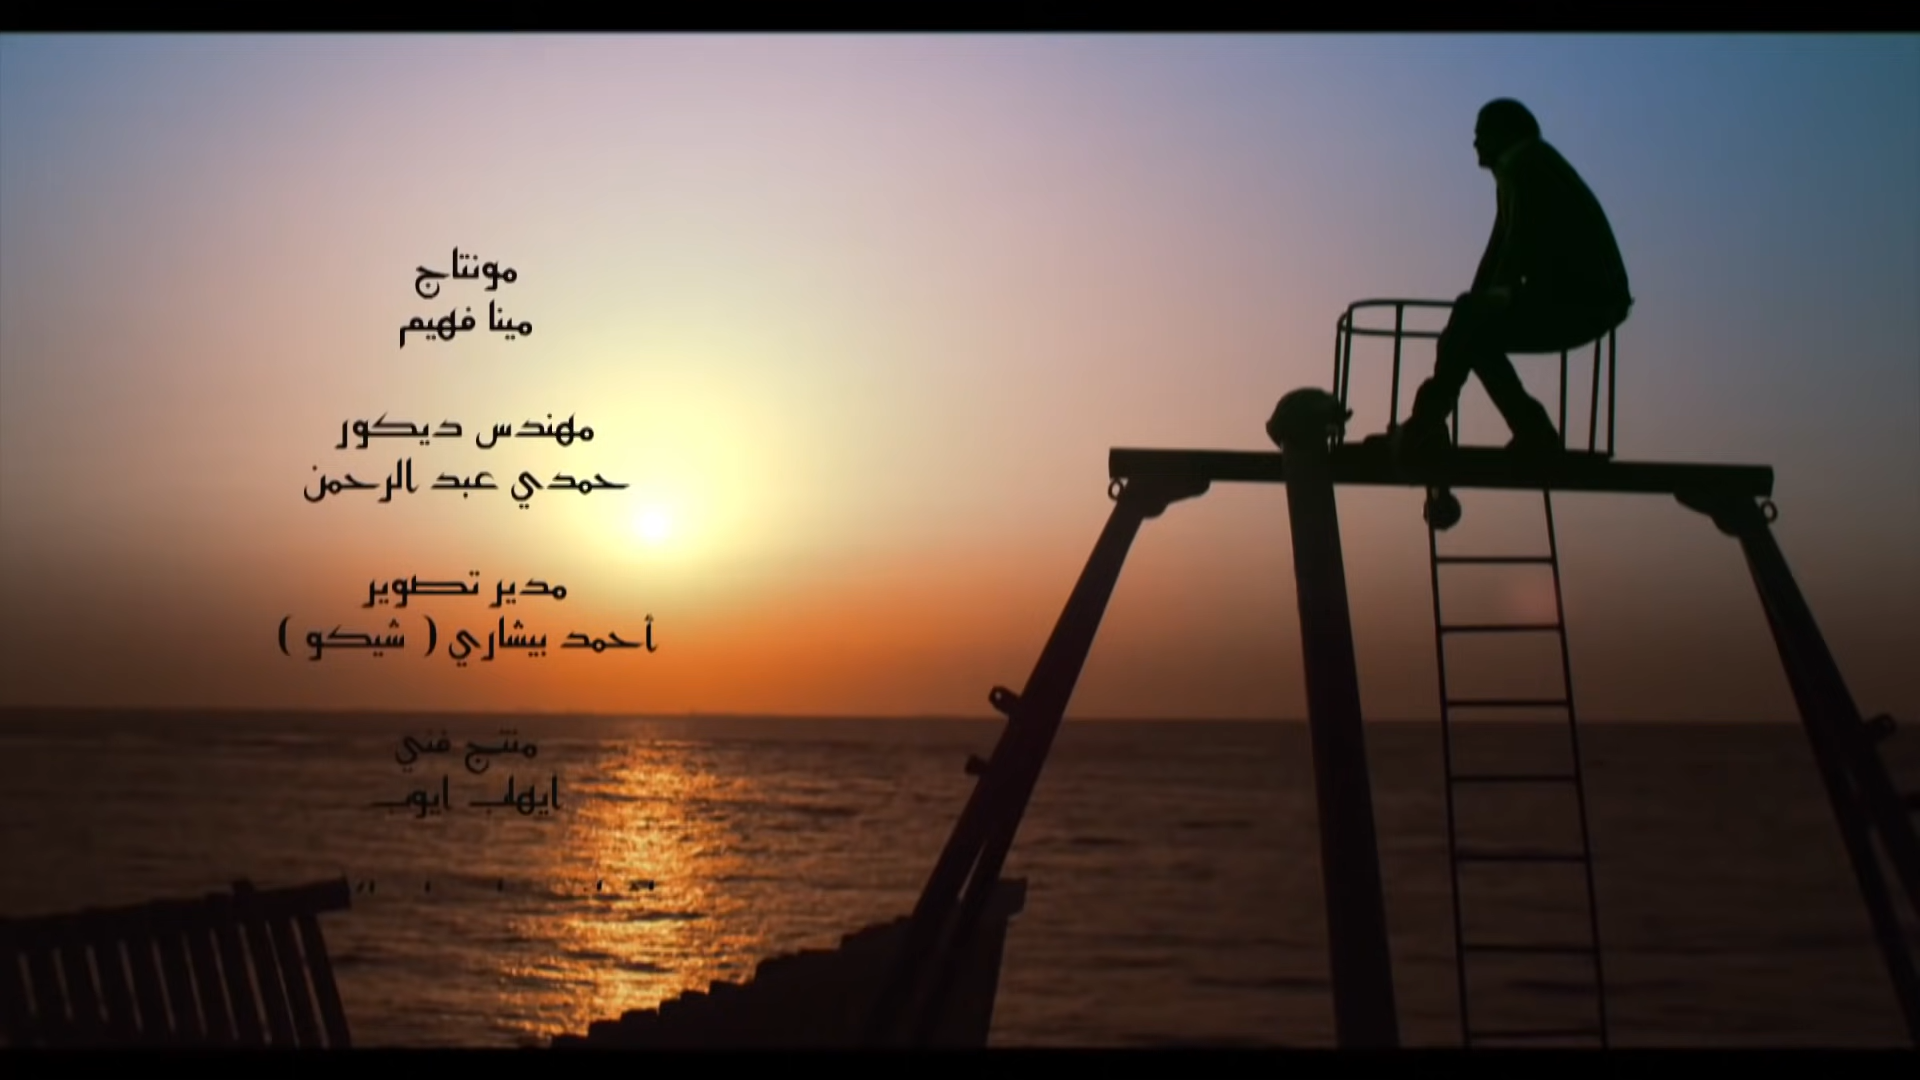 مونتاج
مينا فهيم
مهندس ديكور
حمدي عبد الرحمن
مدير تصوير
أحمد بيشاري ( شيكو )
منتج فني
ايهاب ايوب